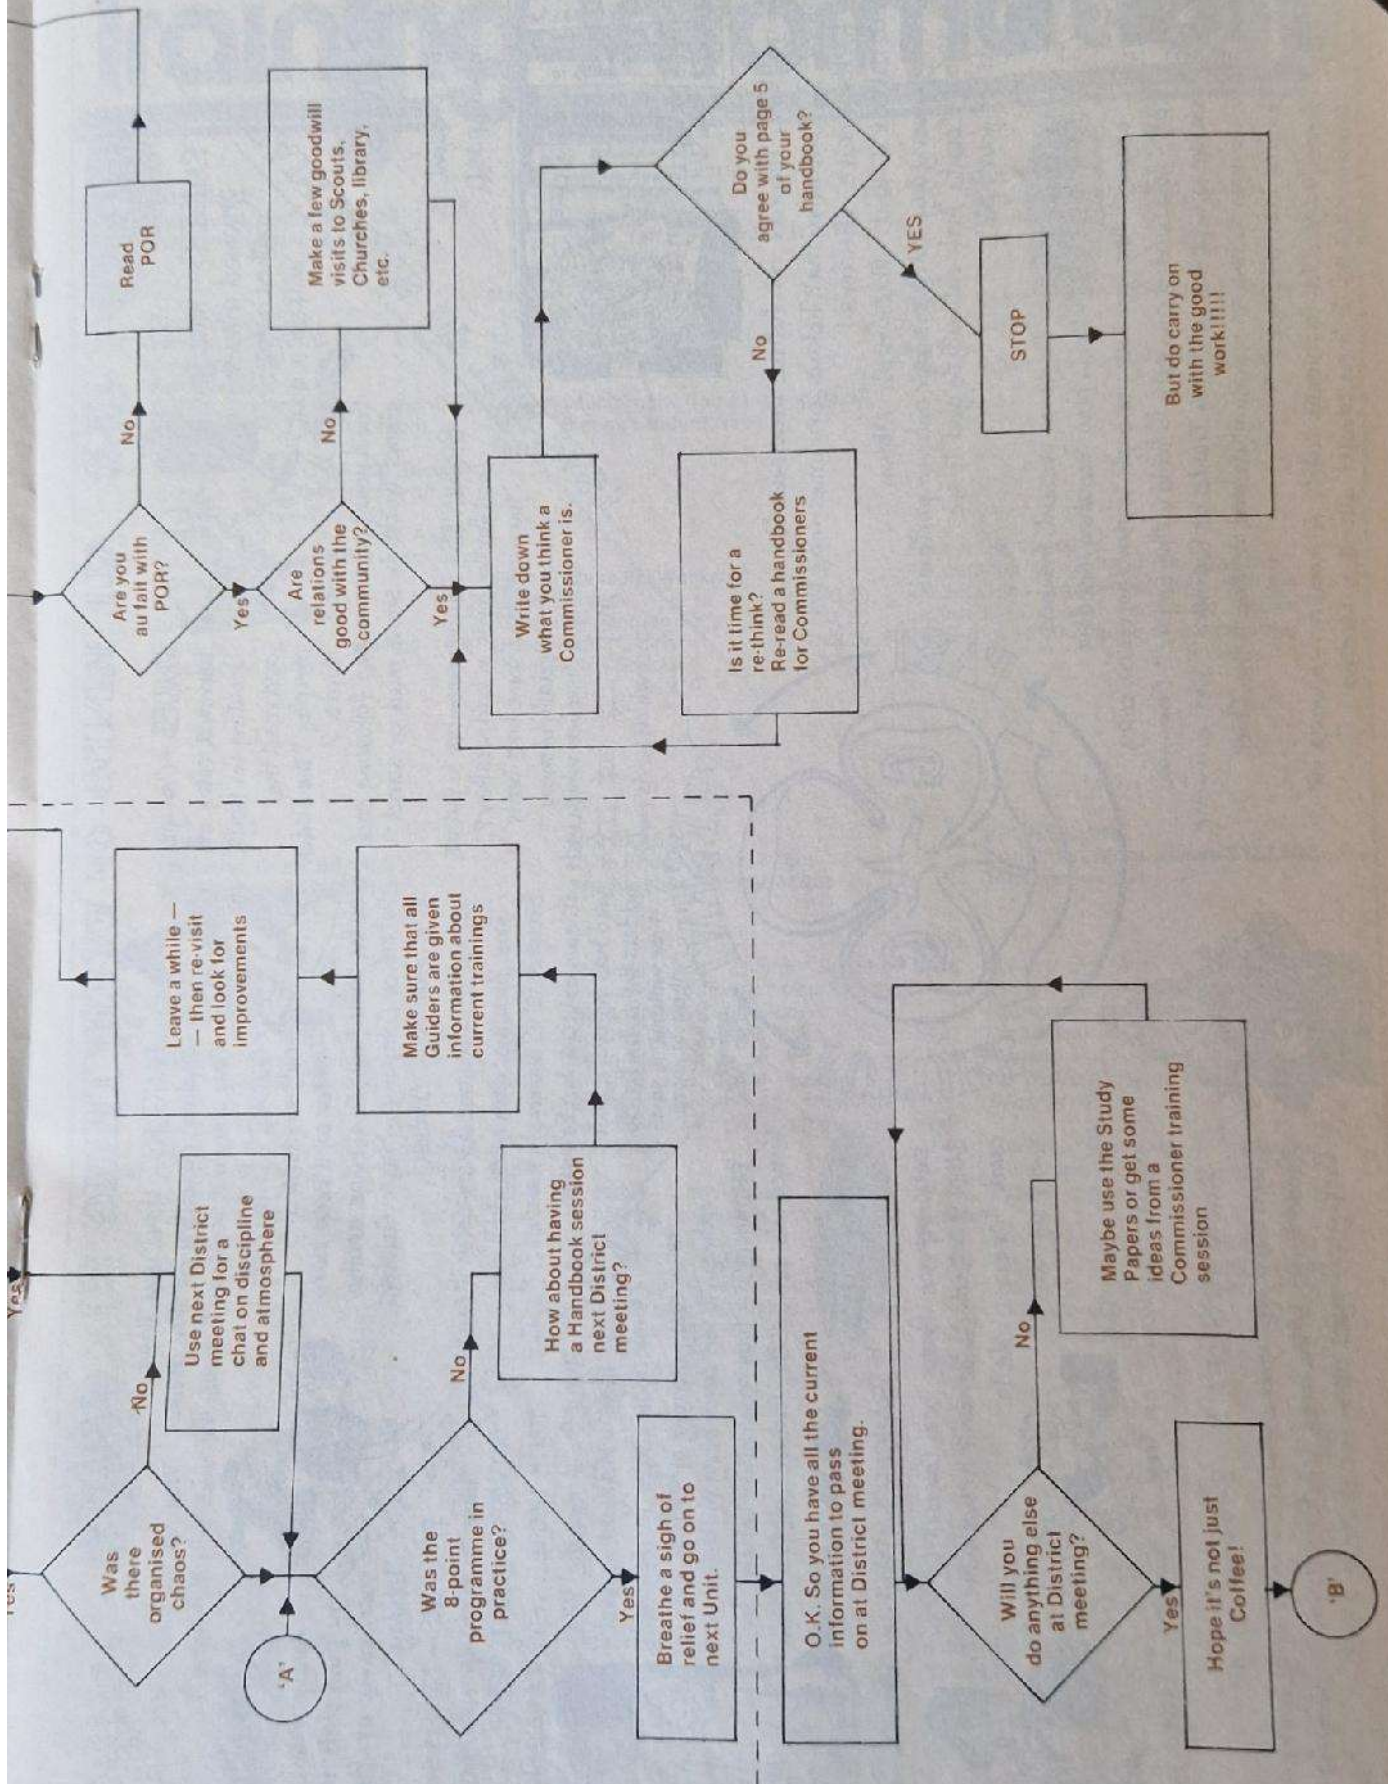 Yes
Was
there
organised
chaos?
No
Use next District
meeting for a
chat on discipline
and atmosphere
'A'
Was the
8-point
programme in
practice?
No
How about having
a Handbook session
next District
meeting?
Make sure that all
Guiders are given
information about
current trainings
Leave a while —
— then re-visit
and look for
improvements
Yes
Breathe a sigh of
relief and go on to
next Unit.
O.K. So you have all the current
information to pass
on at District meeting.
Will you
do anything else
at District
meeting?
No
Maybe use the Study
Papers or get some
ideas from a
Commissioner training
session
Yes
Hope it's not just
Coffee!
'B'
Are you
au fait with
POR?
No
Read
POR
Yes
Are
relations
good with the
community?
No
Make a few goodwill
visits to Scouts,
Churches, library,
etc.
Yes
Write down
what you think a
Commissioner is.
Do you
agree with page 5
of your
handbook?
No
Is it time for a
re-think?
Re-read a handbook
for Commissioners
YES
STOP
But do carry on
with the good
work!!!!!